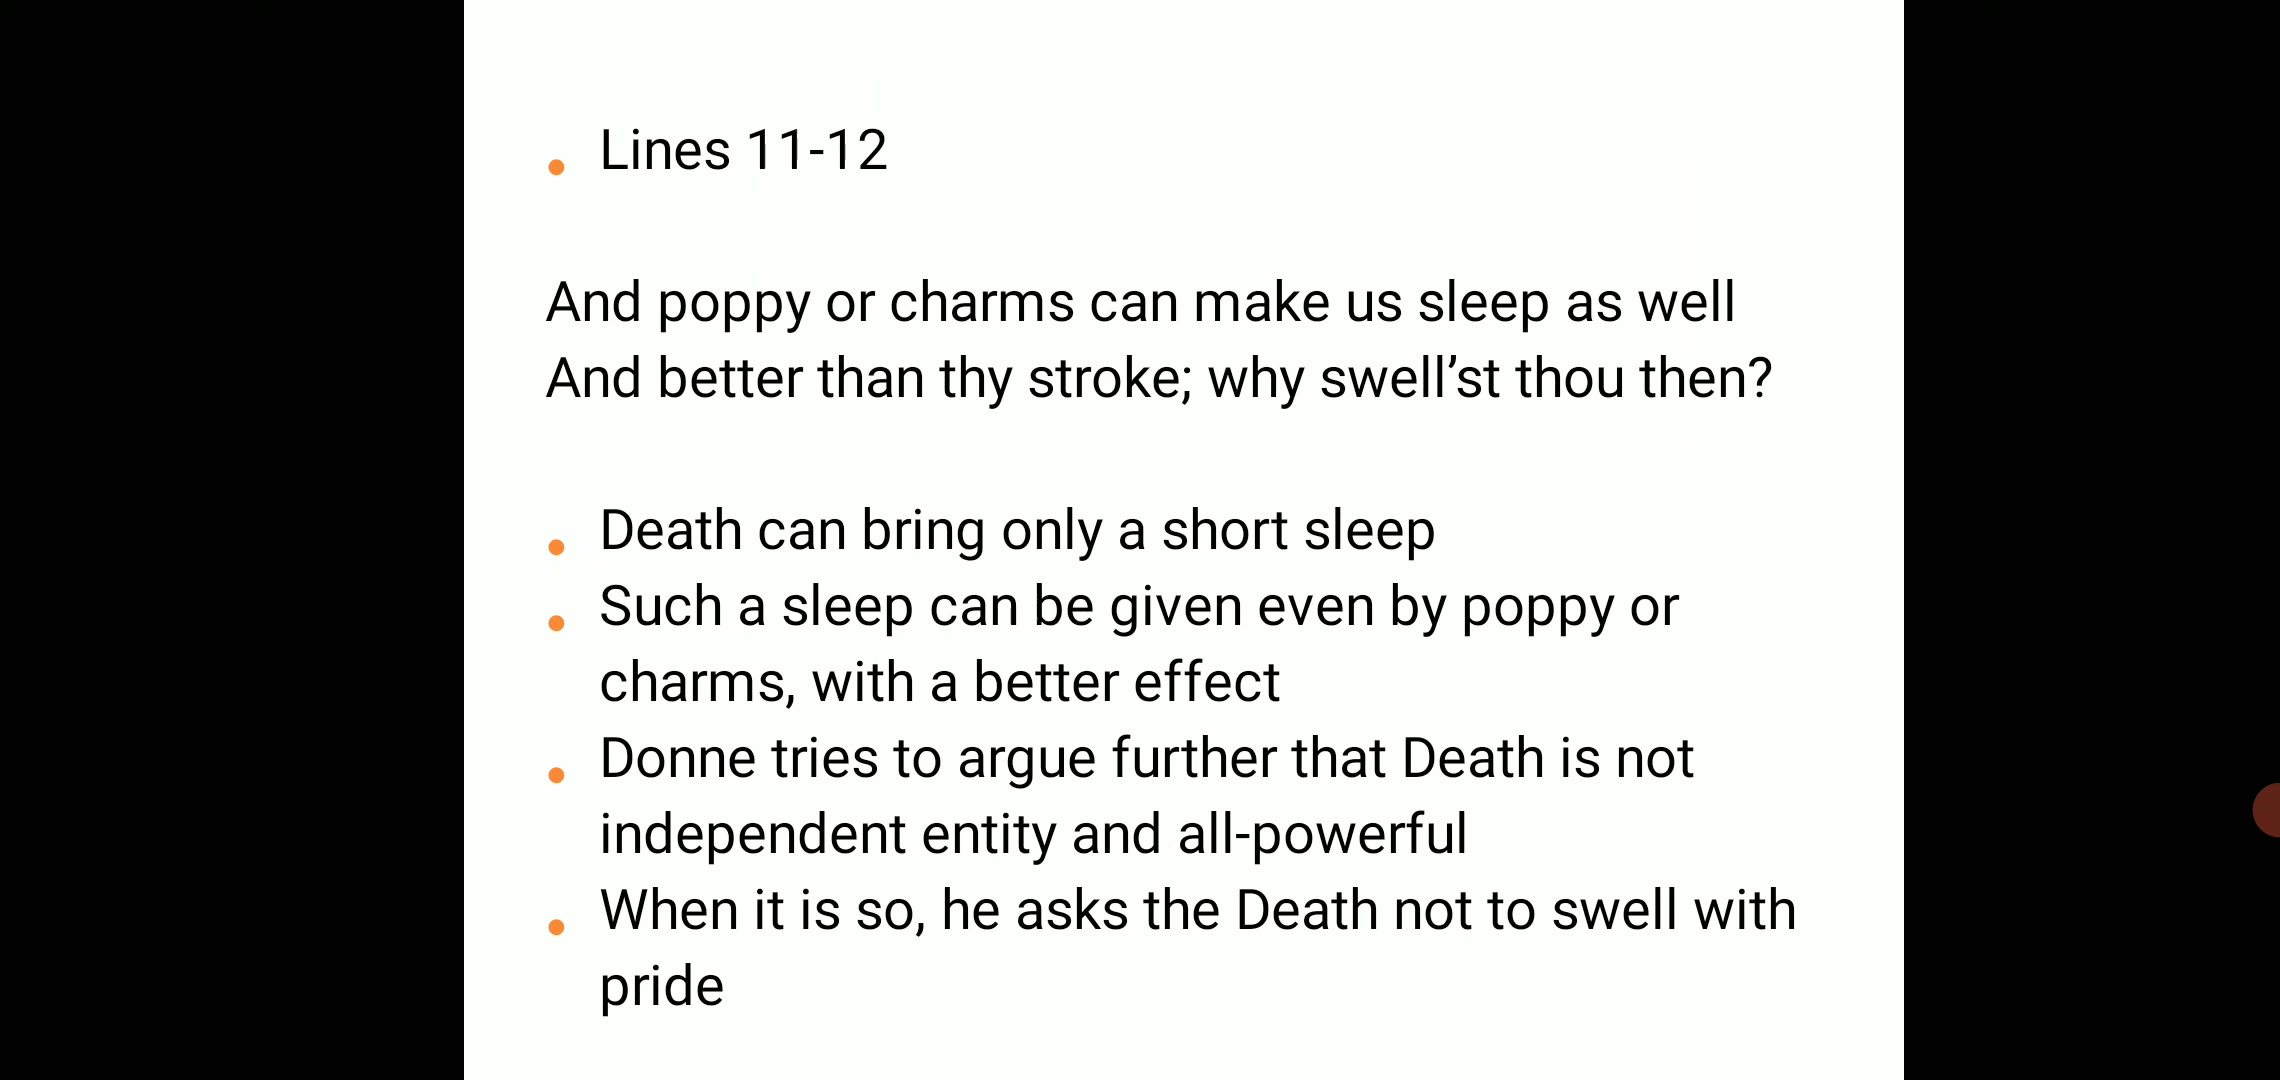 • Lines 11-12
And poppy or charms can make us sleep as well
And better than thy stroke; why swell’st thou then?
• Death can bring only a short sleep
• Such a sleep can be given even by poppy or
charms, with a better effect
• Donne tries to argue further that Death is not
independent entity and all-powerful
• When it is so, he asks the Death not to swell with
pride